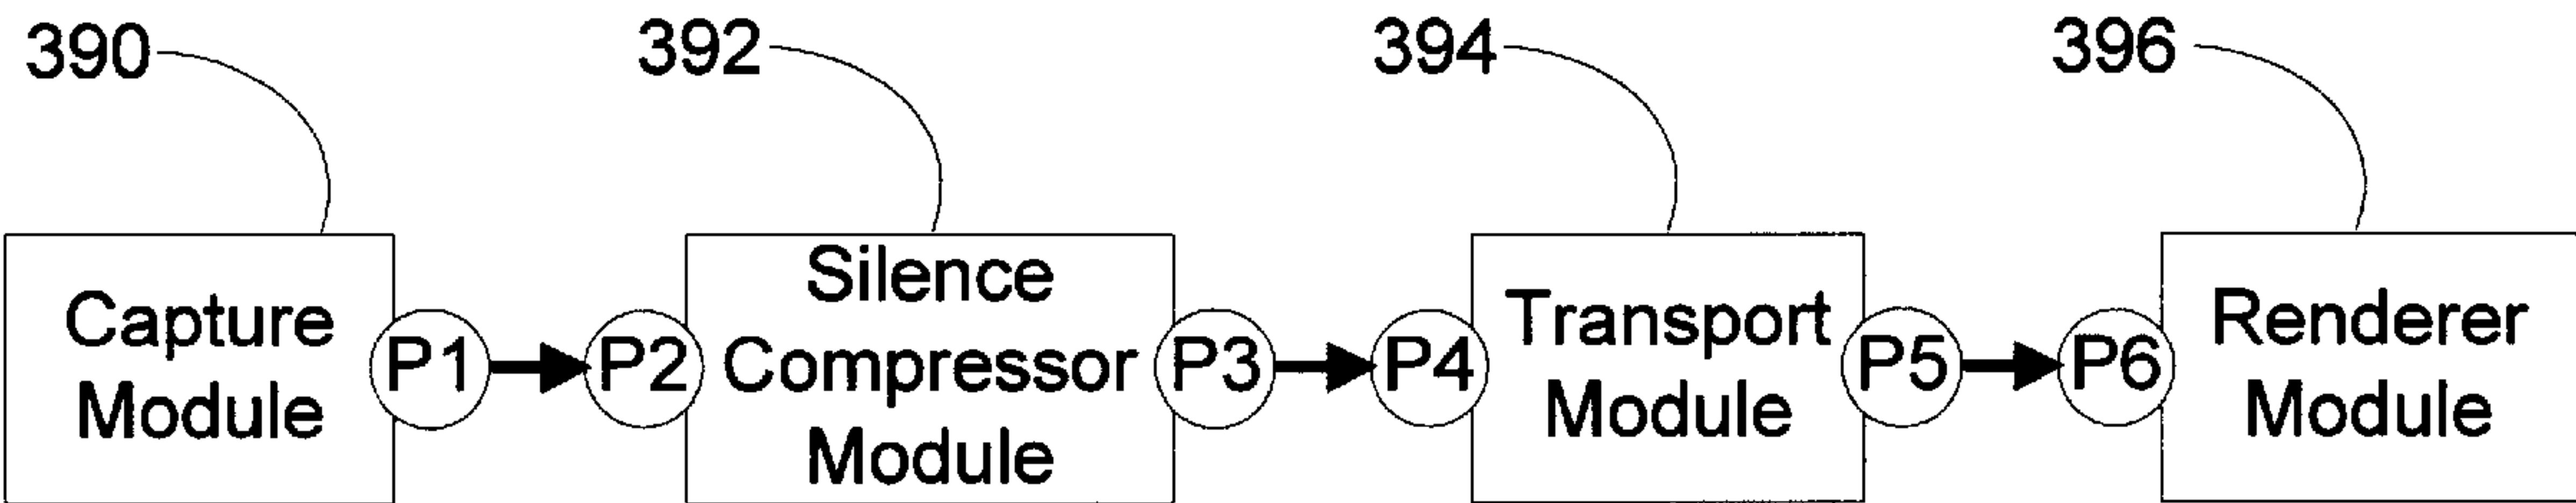 390
392
394
396
Capture
Module
P1
P2
Silence
Compressor
Module
P3
P4
Transport
Module
P5
P6
Renderer
Module